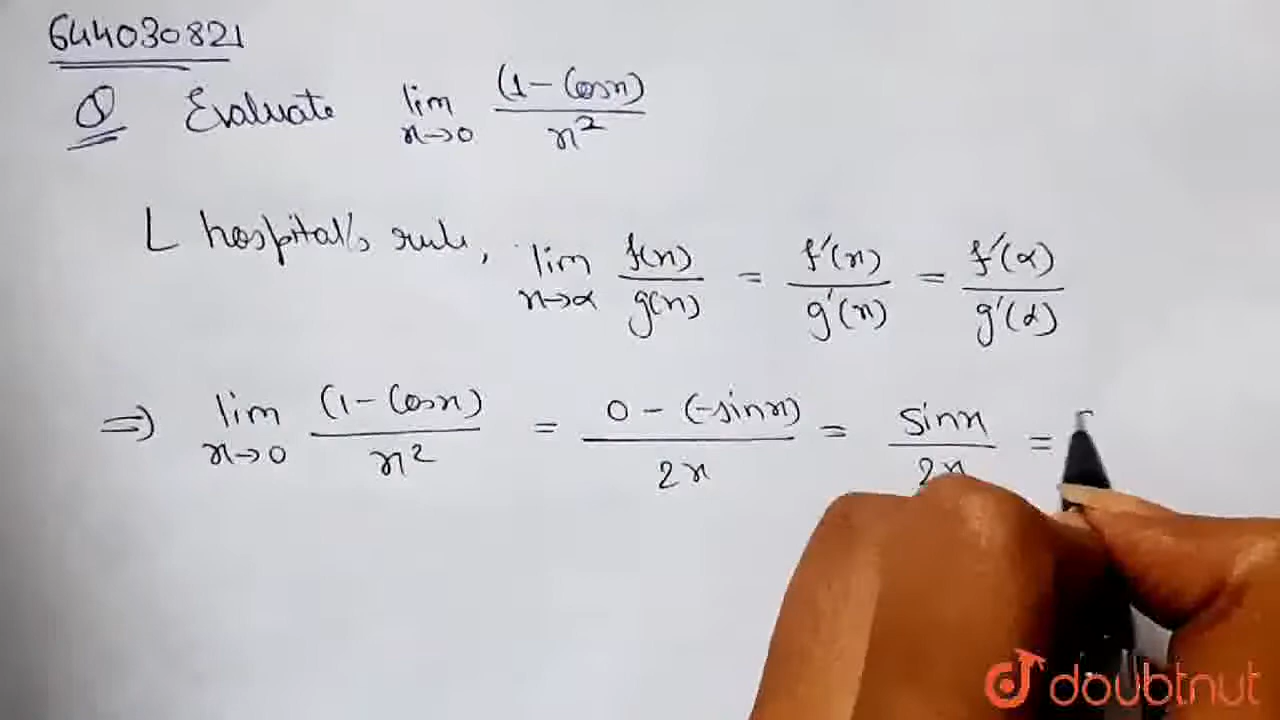 644030821
Q Evaluate lim x→0 (1 - Cosx) / x²
L hospital's rule, lim x→α f(x) / g(x) = f'(x) / g'(x) = f'(α) / g'(α)
⇒ lim x→0 (1 - Cosx) / x² = 0 - (-sinx) / 2x = sinx / 2x =
doubtnut